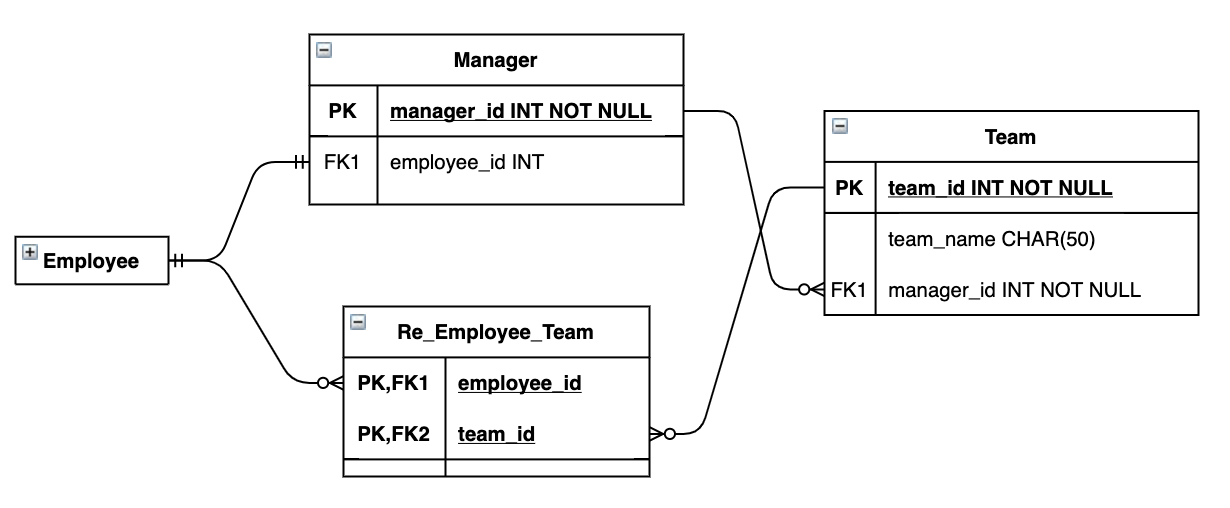 Manager
PK manager_id INT NOT NULL
FK1 employee_id INT
Team
PK team_id INT NOT NULL
team_name CHAR(50)
FK1 manager_id INT NOT NULL
Employee
Re_Employee_Team
PK,FK1 employee_id
PK,FK2 team_id